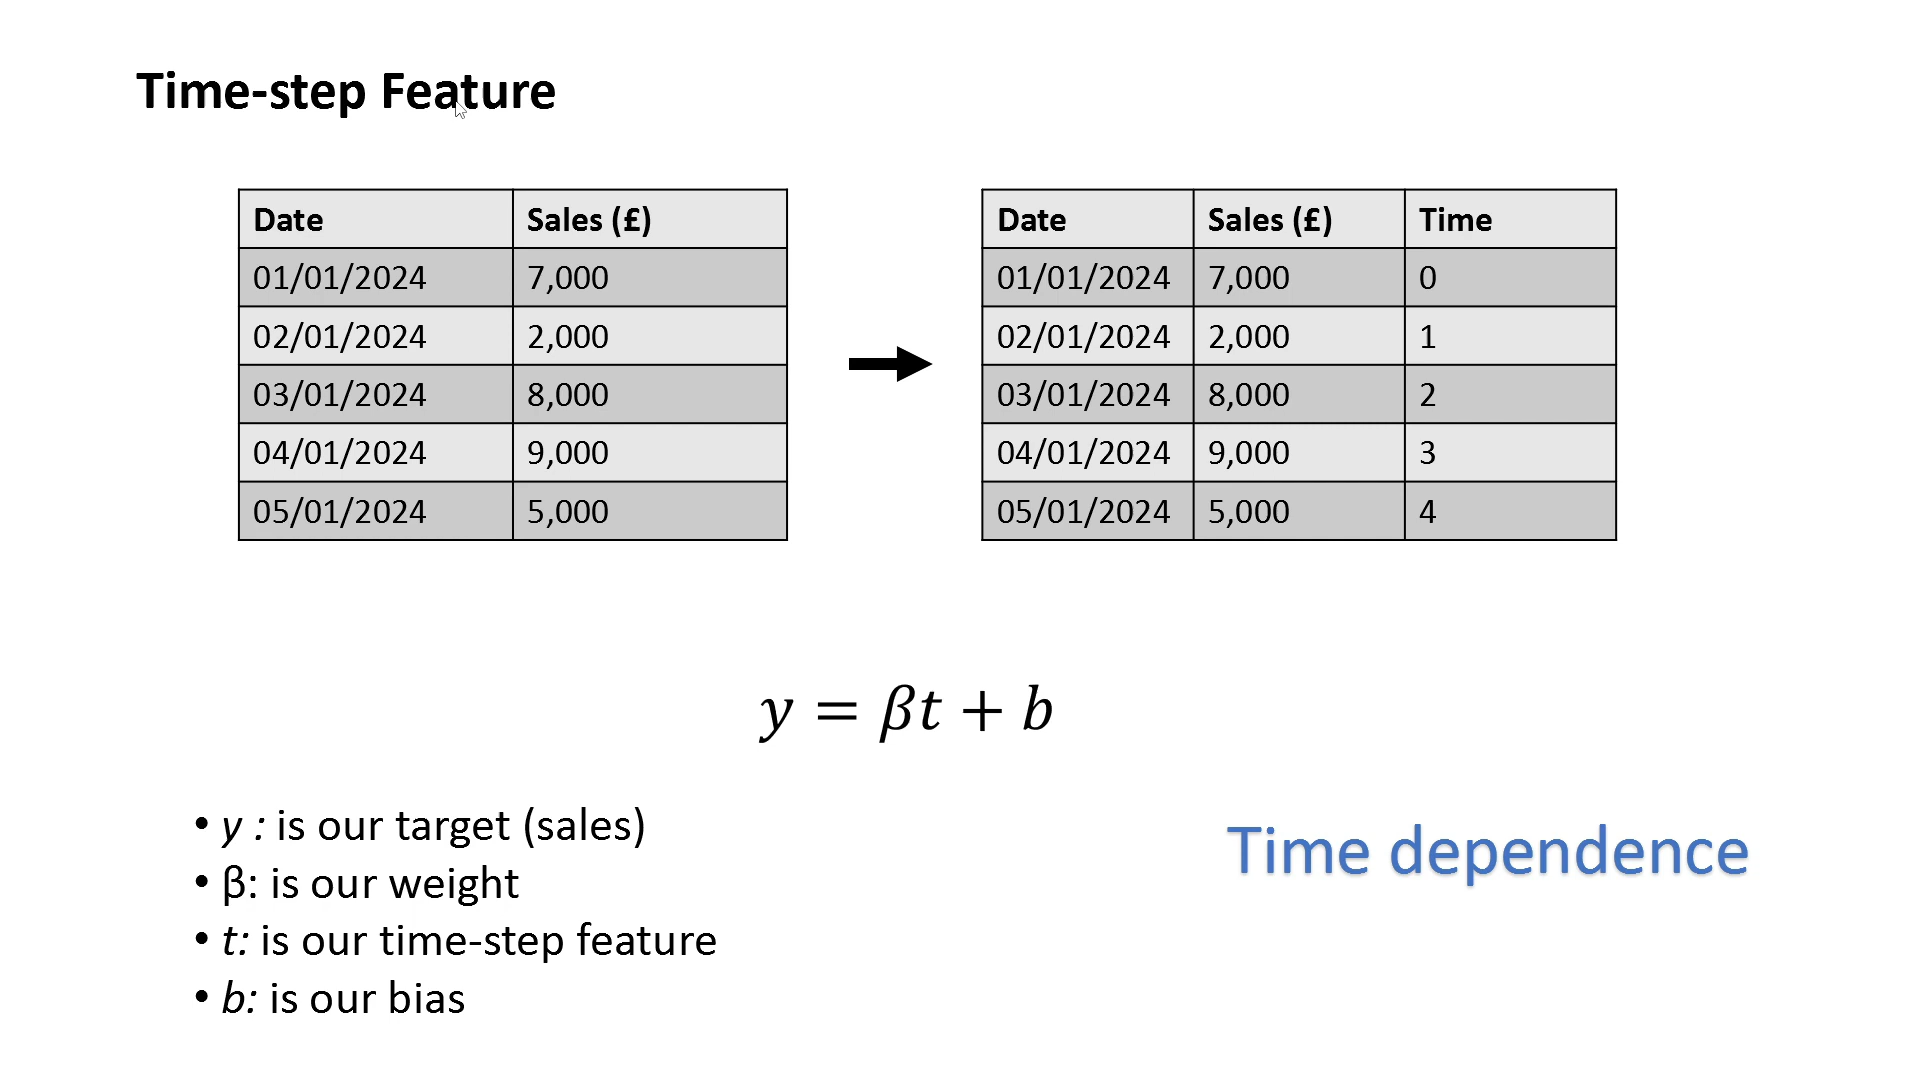 Time-step Feature
Date Sales (£)
01/01/2024 7,000
02/01/2024 2,000
03/01/2024 8,000
04/01/2024 9,000
05/01/2024 5,000
Date Sales (£) Time
01/01/2024 7,000 0
02/01/2024 2,000 1
03/01/2024 8,000 2
04/01/2024 9,000 3
05/01/2024 5,000 4
y = βt + b
• y : is our target (sales)
• β: is our weight
• t: is our time-step feature
• b: is our bias
Time dependence